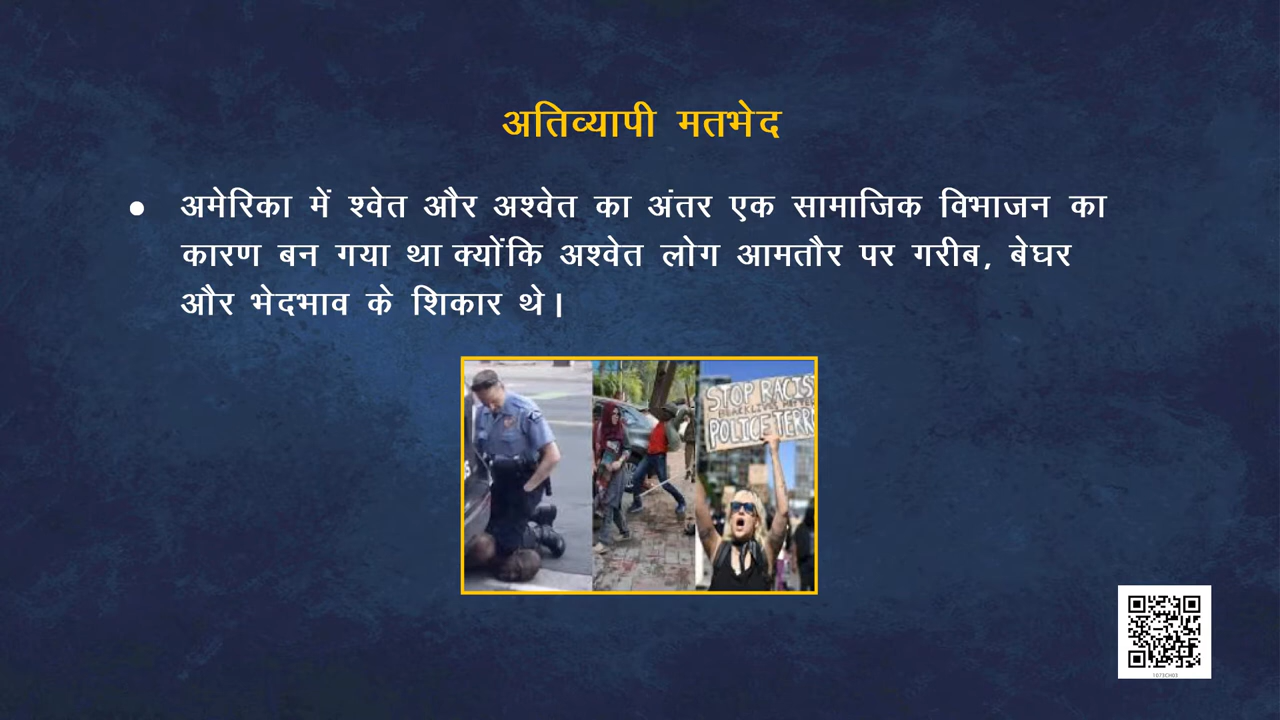 अतिव्यापी मतभेद
• अमेरिका में श्वेत और अश्वेत का अंतर एक सामाजिक विभाजन का
कारण बन गया था क्योंकि अश्वेत लोग आमतौर पर गरीब, बेघर
और भेदभाव के शिकार थे।
STOP RACIS
POLICE TERR